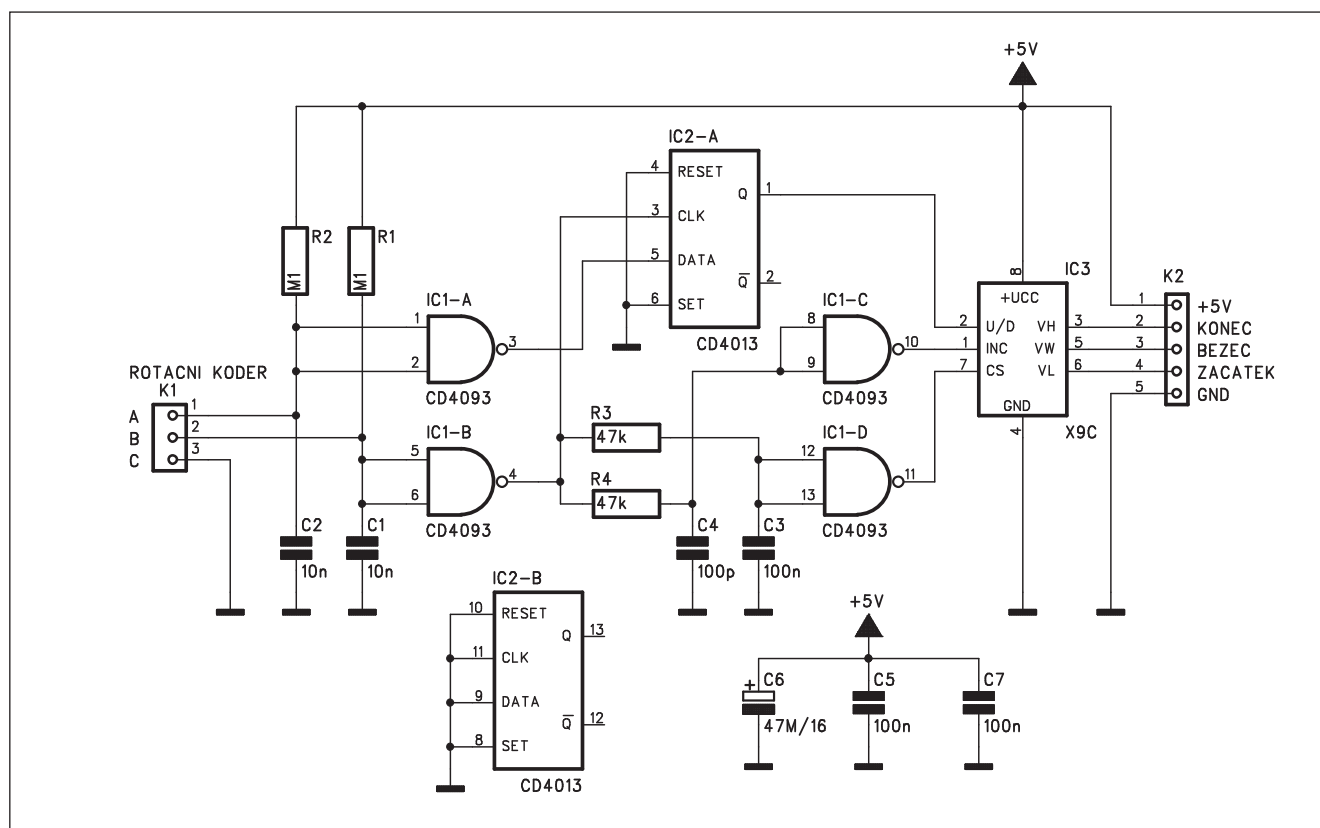 +5V
IC2-A
4 RESET
Q 1
3 CLK
5 DATA
Q 2
6 SET
CD4013
R2
M1
R1
M1
IC1-A
1
2
3
CD4093
IC1-C
8
9
10
CD4093
IC3
8
+UCC
2 U/D VH 3
1 INC VW 5
7 CS VL 6
GND
4
X9C
K2
1 +5V
2 KONEC
3 BEZEC
4 ZACATEK
5 GND
ROTACNI KODER
K1
A 1
B 2
C 3
IC1-B
5
6
4
CD4093
R3
47k
R4
47k
IC1-D
12
13
11
CD4093
C2
10n
C1
10n
C4
100p
C3
100n
IC2-B
10 RESET
Q 13
11 CLK
9 DATA
Q 12
8 SET
CD4013
+5V
+ C6
47M/16
C5
100n
C7
100n